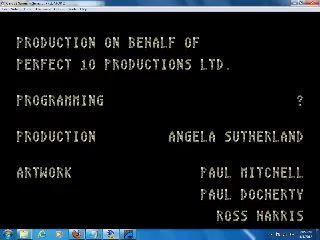 PRODUCTION ON BEHALF OF
PERFECT 10 PRODUCTIONS LTD.
PROGRAMMING ?
PRODUCTION ANGELA SUTHERLAND
ARTWORK PAUL MITCHELL
PAUL DOCHERTY
ROSS HARRIS